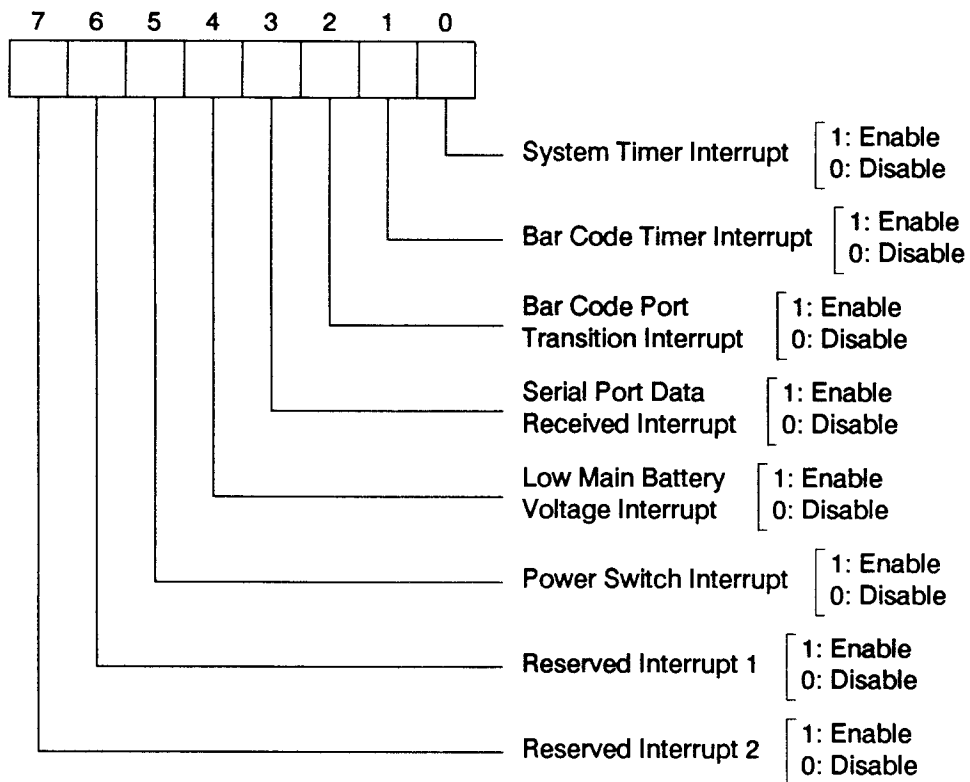 7 6 5 4 3 2 1 0
System Timer Interrupt 1: Enable
0: Disable
Bar Code Timer Interrupt 1: Enable
0: Disable
Bar Code Port 1: Enable
Transition Interrupt 0: Disable
Serial Port Data 1: Enable
Received Interrupt 0: Disable
Low Main Battery 1: Enable
Voltage Interrupt 0: Disable
Power Switch Interrupt 1: Enable
0: Disable
Reserved Interrupt 1 1: Enable
0: Disable
Reserved Interrupt 2 1: Enable
0: Disable